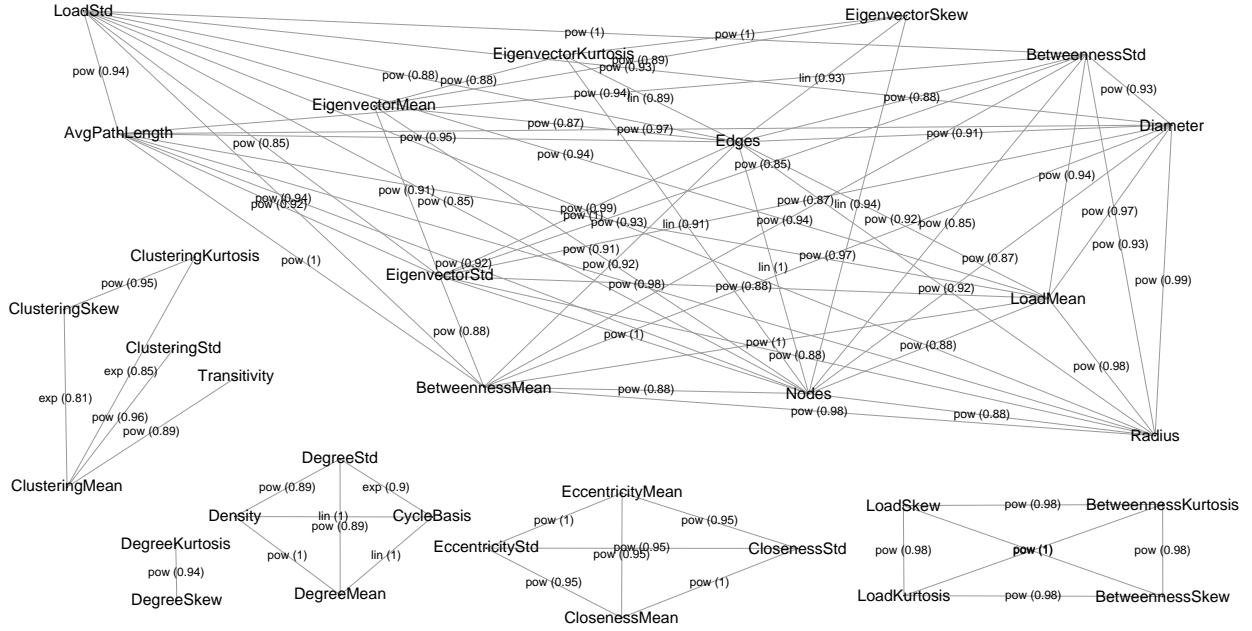 LoadStd
EigenvectorSkew
pow (1)
pow (1)
EigenvectorKurtosis
BetweennessStd
pow (0.89)
pow (0.93)
pow (0.94)
pow (0.88)
pow (0.88)
lin (0.93)
pow (0.93)
pow (0.94)
lin (0.89)
pow (0.88)
EigenvectorMean
pow (0.87)
pow (0.97)
Diameter
AvgPathLength
pow (0.95)
Edges
pow (0.91)
pow (0.85)
pow (0.94)
pow (0.85)
pow (0.94)
pow (0.91)
pow (0.94)
pow (0.92)
pow (0.85)
pow (0.87)
lin (0.94)
pow (0.99)
pow (1)
pow (0.97)
pow (0.93)
lin (0.91)
pow (0.94)
pow (0.92)
pow (0.85)
pow (0.93)
ClusteringKurtosis
pow (1)
pow (0.91)
pow (0.92)
pow (0.92)
lin (1)
pow (0.97)
pow (0.87)
EigenvectorStd
pow (0.95)
pow (0.98)
pow (0.88)
pow (0.92)
pow (0.99)
ClusteringSkew
LoadMean
pow (0.88)
pow (1)
pow (1)
pow (0.88)
ClusteringStd
pow (0.88)
exp (0.85)
pow (0.98)
Transitivity
BetweennessMean
pow (0.88)
Nodes
exp (0.81)
pow (0.98)
pow (0.88)
pow (0.96)
pow (0.89)
Radius
DegreeStd
ClusteringMean
pow (0.89)
exp (0.9)
EccentricityMean
LoadSkew
pow (0.98)
BetweennessKurtosis
Density
lin (1)
CycleBasis
pow (0.89)
pow (1)
pow (0.95)
DegreeKurtosis
EccentricityStd
pow (0.95)
pow (0.95)
ClosenessStd
pow (0.98)
pow (1)
pow (0.98)
pow (1)
lin (1)
pow (0.94)
pow (0.95)
pow (1)
DegreeSkew
DegreeMean
LoadKurtosis
pow (0.98)
BetweennessSkew
ClosenessMean